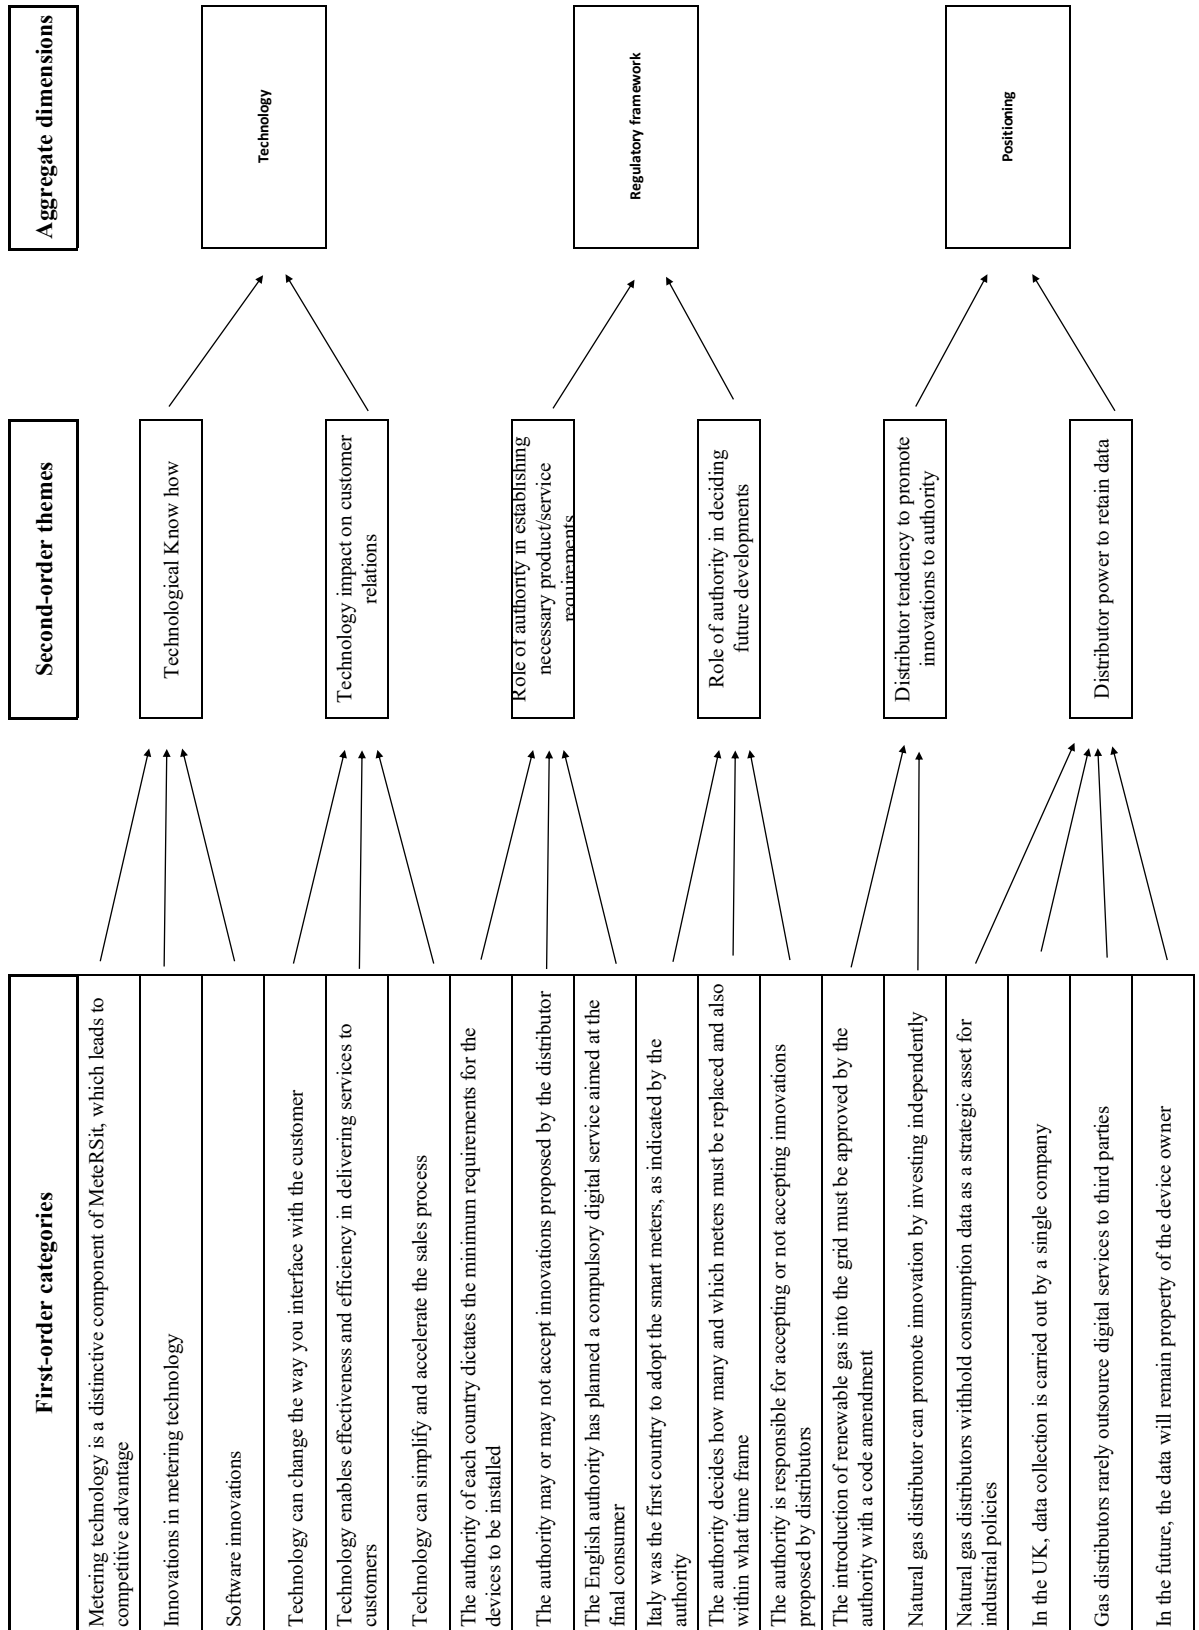 First-order categories
Second-order themes
Aggregate dimensions
Metering technology is a distinctive component of MeteRSit, which leads to
competitive advantage
Innovations in metering technology
Software innovations
Technology can change the way you interface with the customer
Technology enables effectiveness and efficiency in delivering services to
customers
Technology can simplify and accelerate the sales process
The authority of each country dictates the minimum requirements for the
devices to be installed
The authority may or may not accept innovations proposed by the distributor
The English authority has planned a compulsory digital service aimed at the
final consumer
Italy was the first country to adopt the smart meters, as indicated by the
authority
The authority decides how many and which meters must be replaced and also
within what time frame
The authority is responsible for accepting or not accepting innovations
proposed by distributors
The introduction of renewable gas into the grid must be approved by the
authority with a code amendment
Natural gas distributor can promote innovation by investing independently
Natural gas distributors withhold consumption data as a strategic asset for
industrial policies
In the UK, data collection is carried out by a single company
Gas distributors rarely outsource digital services to third parties
In the future, the data will remain property of the device owner
Technological Know how
Technology impact on customer
relations
Role of authority in establishing
necessary product/service
requirements
Role of authority in deciding
future developments
Distributor tendency to promote
innovations to authority
Distributor power to retain data
Technology
Regulatory framework
Positioning